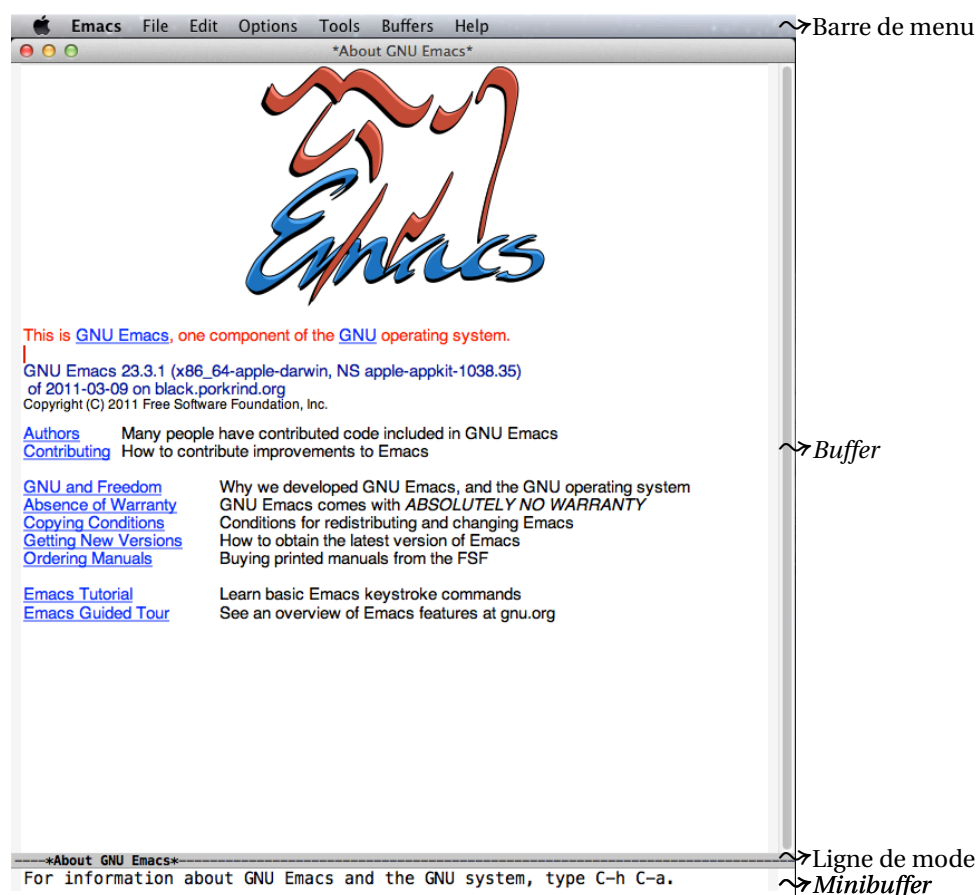 Emacs File Edit Options Tools Buffers Help
Barre de menu
*About GNU Emacs*
Emacs
This is GNU Emacs, one component of the GNU operating system.
GNU Emacs 23.3.1 (x86_64-apple-darwin, NS apple-appkit-1038.35)
of 2011-03-09 on black.porkrind.org
Copyright (C) 2011 Free Software Foundation, Inc.
Authors Many people have contributed code included in GNU Emacs
Contributing How to contribute improvements to Emacs
Buffer
GNU and Freedom Why we developed GNU Emacs, and the GNU operating system
Absence of Warranty GNU Emacs comes with ABSOLUTELY NO WARRANTY
Copying Conditions Conditions for redistributing and changing Emacs
Getting New Versions How to obtain the latest version of Emacs
Ordering Manuals Buying printed manuals from the FSF
Emacs Tutorial Learn basic Emacs keystroke commands
Emacs Guided Tour See an overview of Emacs features at gnu.org
----*About GNU Emacs*----
Ligne de mode
For information about GNU Emacs and the GNU system, type C-h C-a.
Minibuffer